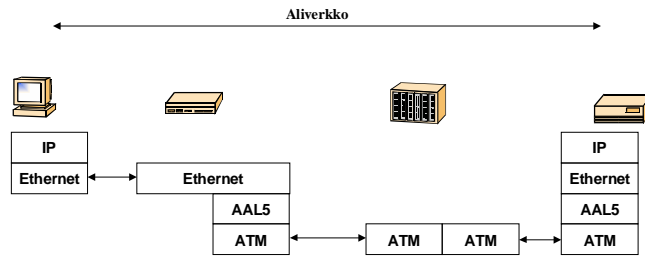 Aliverkko
IP
IP
Ethernet
Ethernet
Ethernet
AAL5
AAL5
ATM
ATM
ATM
ATM